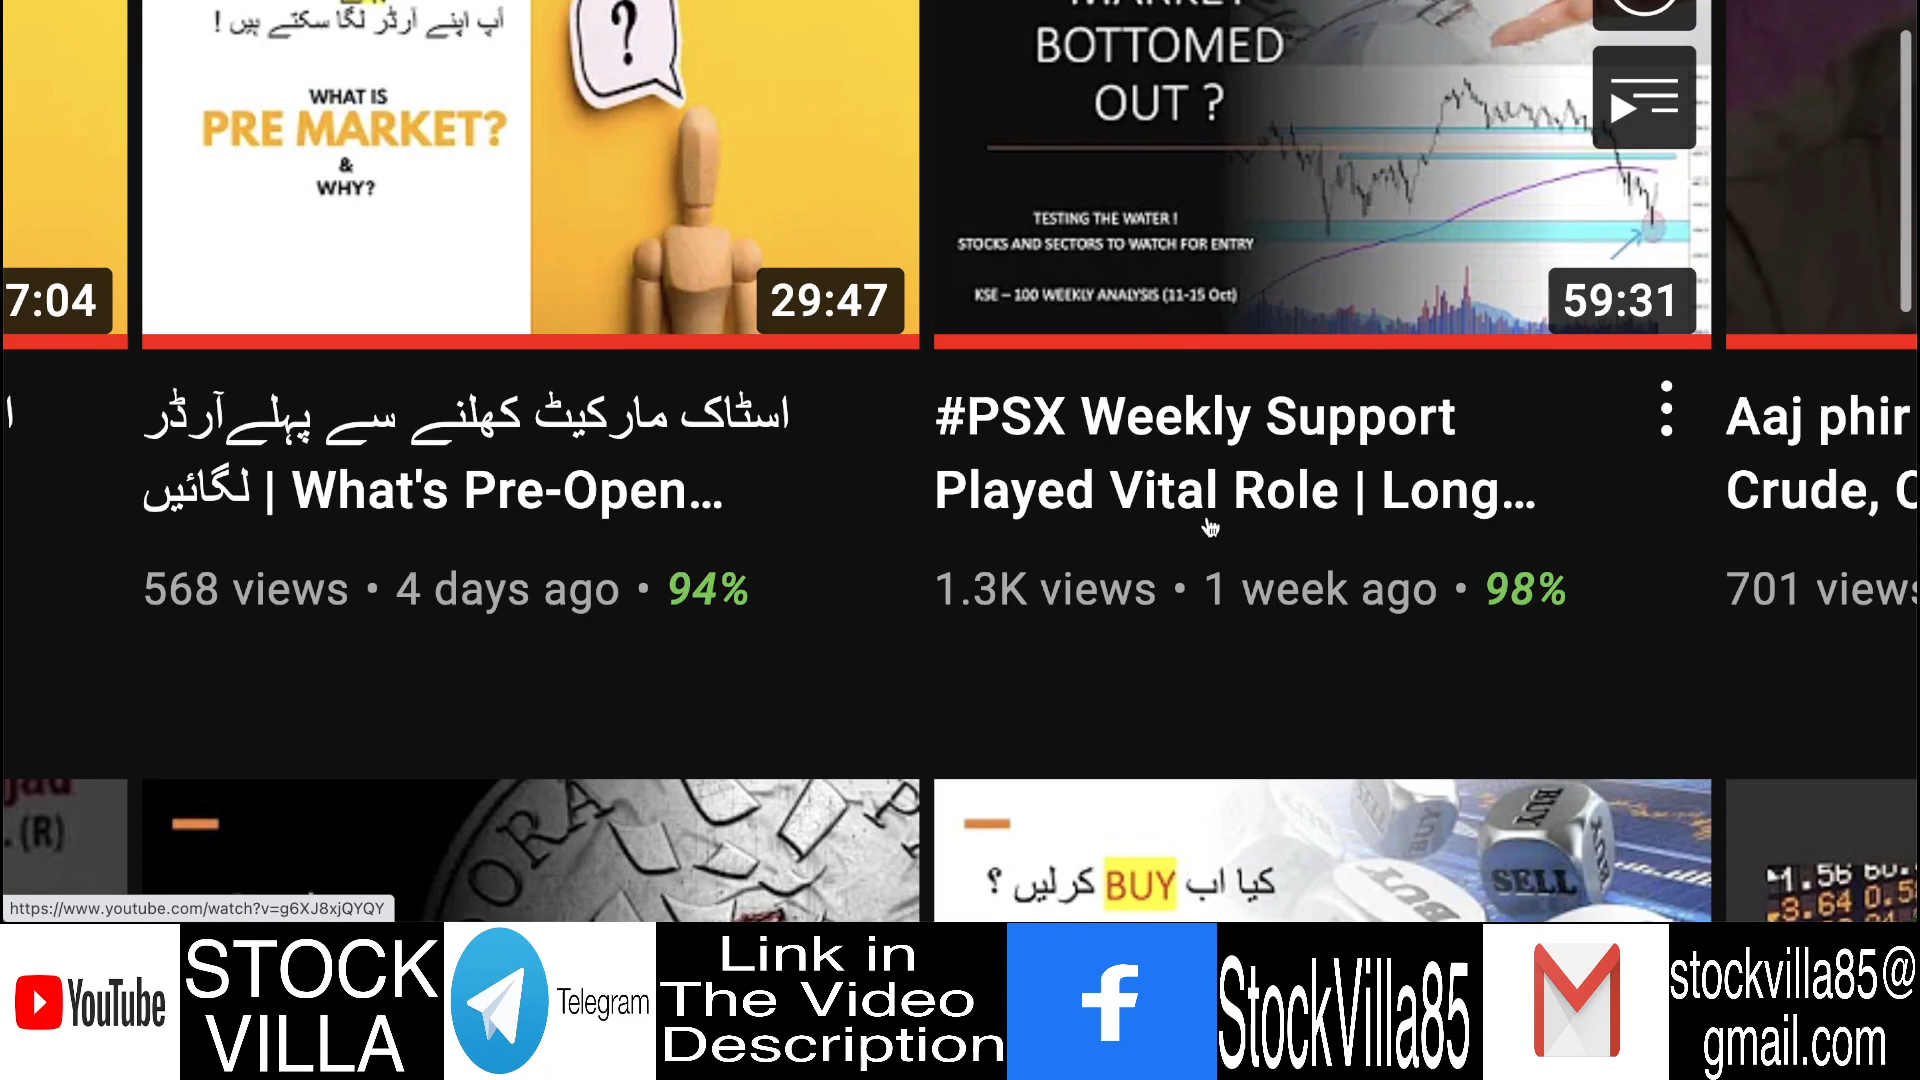 آپ اپنے آرڈر لگا سکتے ہیں !
?
WHAT IS
PRE MARKET?
&
WHY?
7:04
29:47
MARKET
BOTTOMED
OUT ?
TESTING THE WATER !
STOCKS AND SECTORS TO WATCH FOR ENTRY
KSE – 100 WEEKLY ANALYSIS (11-15 Oct)
59:31
اسٹاک مارکیٹ کھلنے سے پہلےآرڈر
لگائیں | What's Pre-Open...
568 views • 4 days ago • 94%
#PSX Weekly Support
Played Vital Role | Long...
1.3K views • 1 week ago • 98%
Aaj phir
Crude,
701 views
. (R)
کیا اب BUY کرلیں ؟
BUY
SELL
https://www.youtube.com/watch?v=g6XJ8xjQYQY
YouTube
STOCK
VILLA
Telegram
Link in
The Video
Description
f
StockVilla85
stockvilla85@
gmail.com